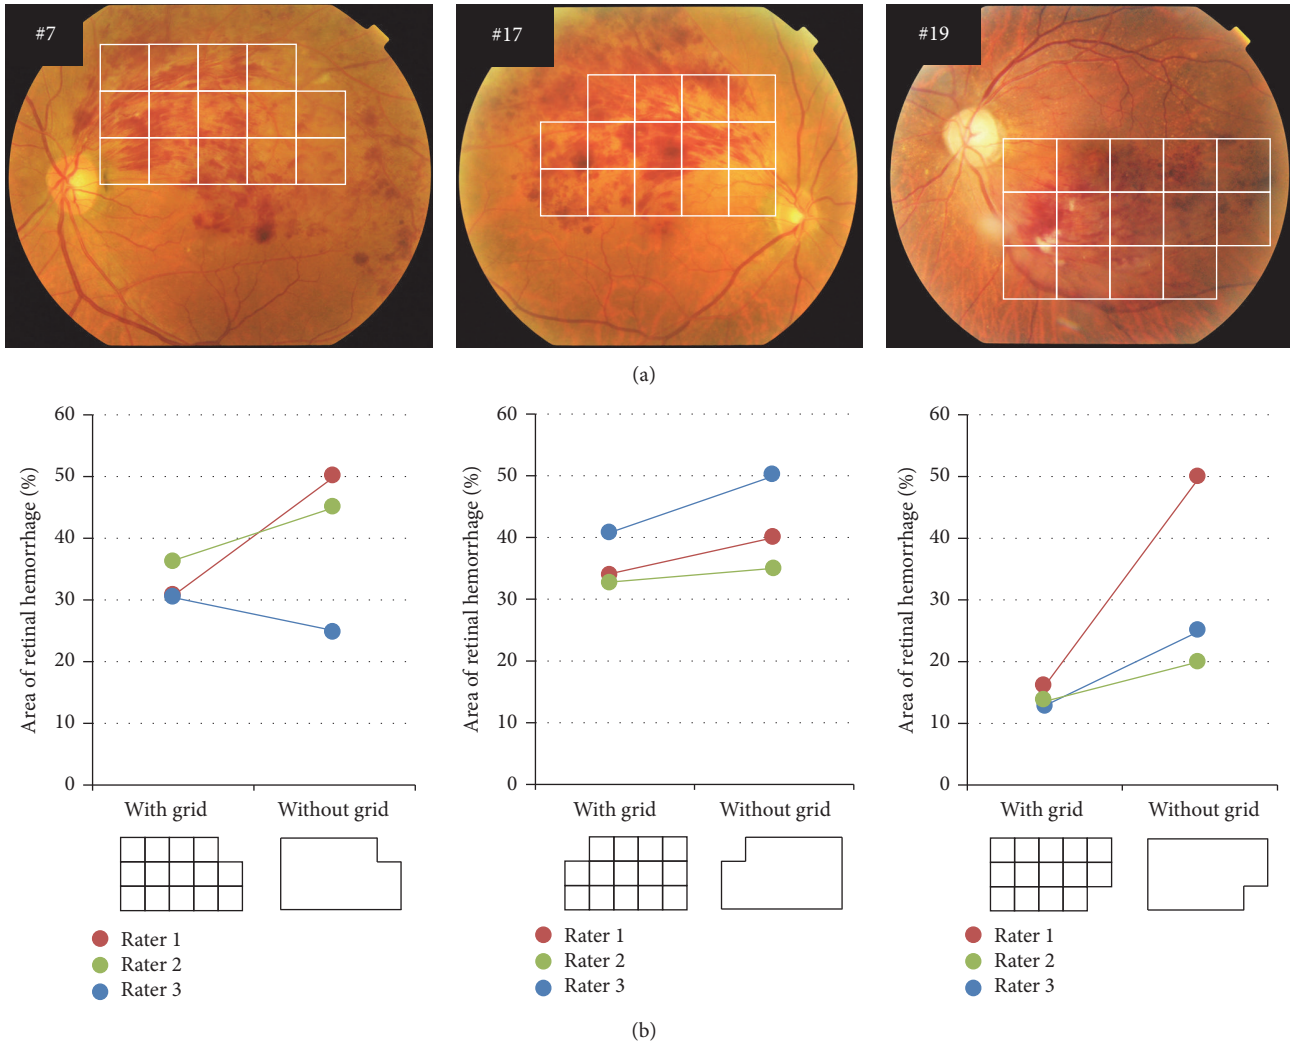 #7
#17
#19
(a)
Area of retinal hemorrhage (%)
60
50
40
30
20
10
0
With grid
Without grid
Rater 1
Rater 2
Rater 3
Area of retinal hemorrhage (%)
60
50
40
30
20
10
0
With grid
Without grid
Rater 1
Rater 2
Rater 3
Area of retinal hemorrhage (%)
60
50
40
30
20
10
0
With grid
Without grid
Rater 1
Rater 2
Rater 3
(b)